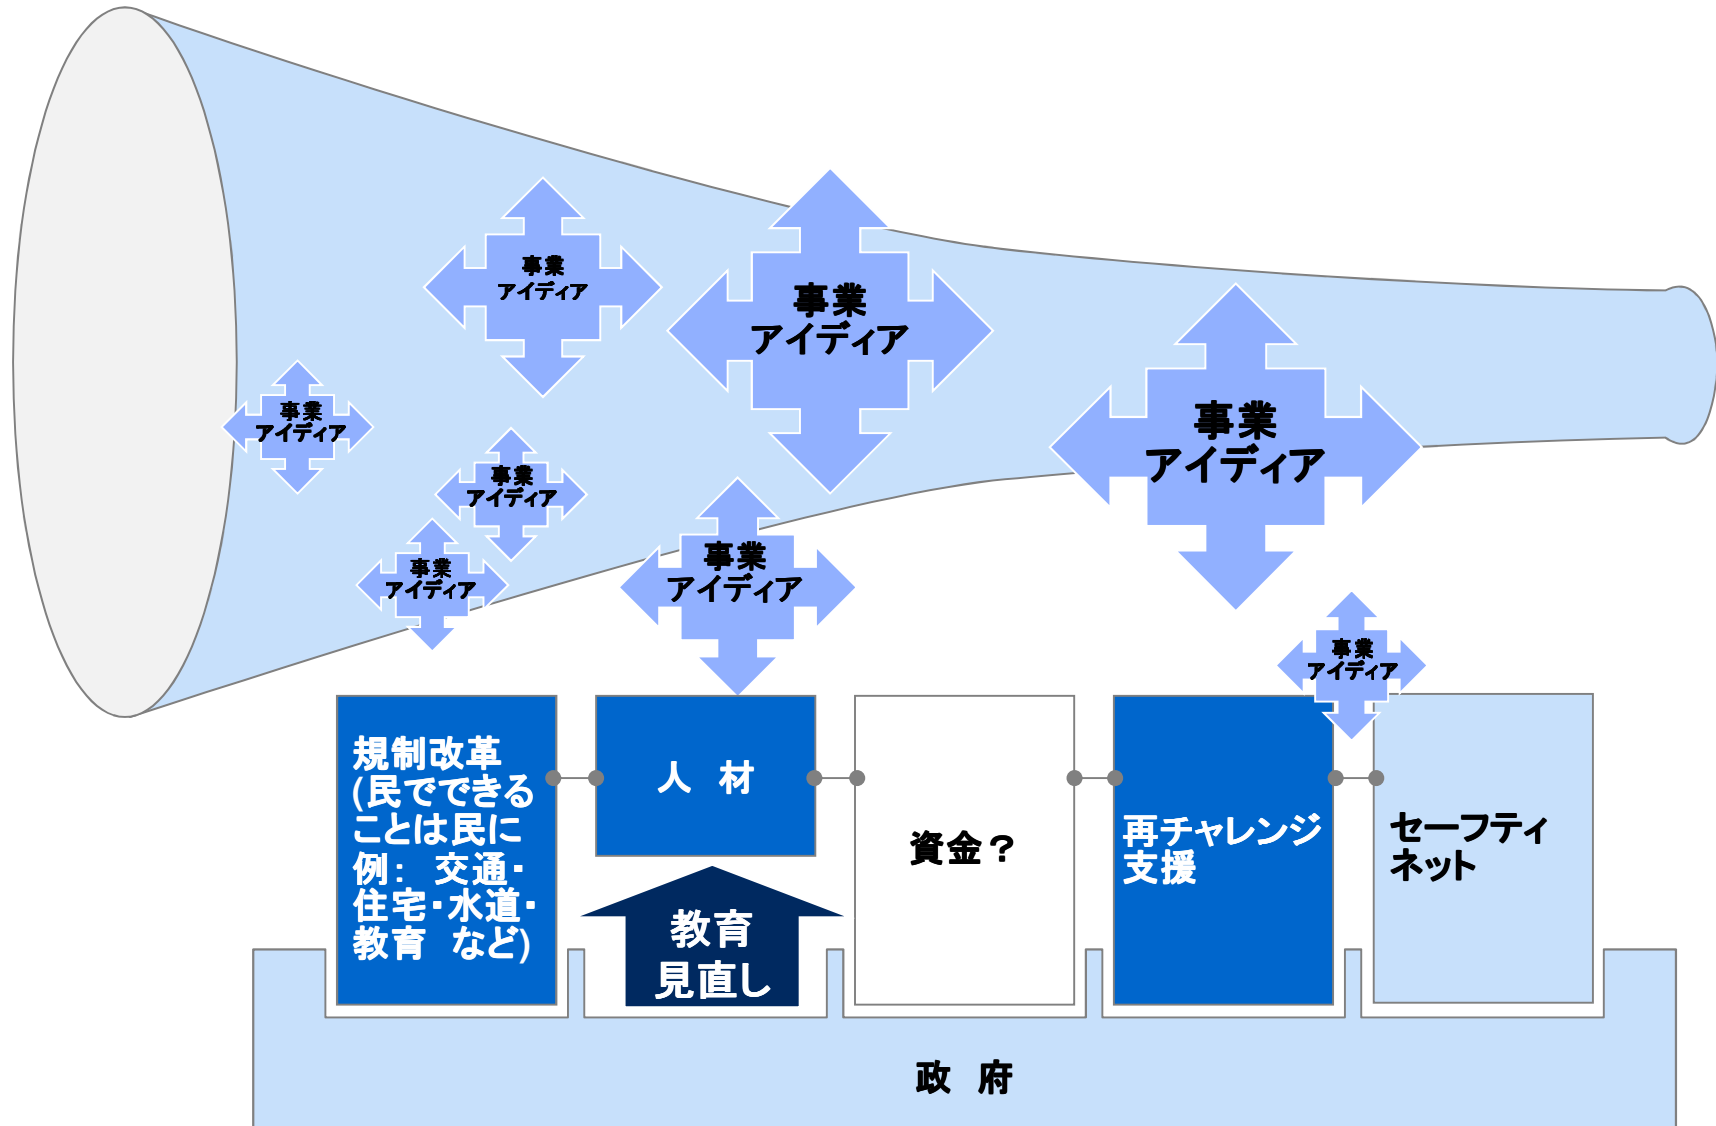 事業
アイディア
事業
アイディア
事業
アイディア
事業
アイディア
事業
アイディア
事業
アイディア
事業
アイディア
事業
アイディア
規制改革
(民でできる
ことは民に
例:　交通・
住宅・水道・
教育　など)
人　材
資金？
再チャレンジ
支援
セーフティ
ネット
教育
見直し
政　府